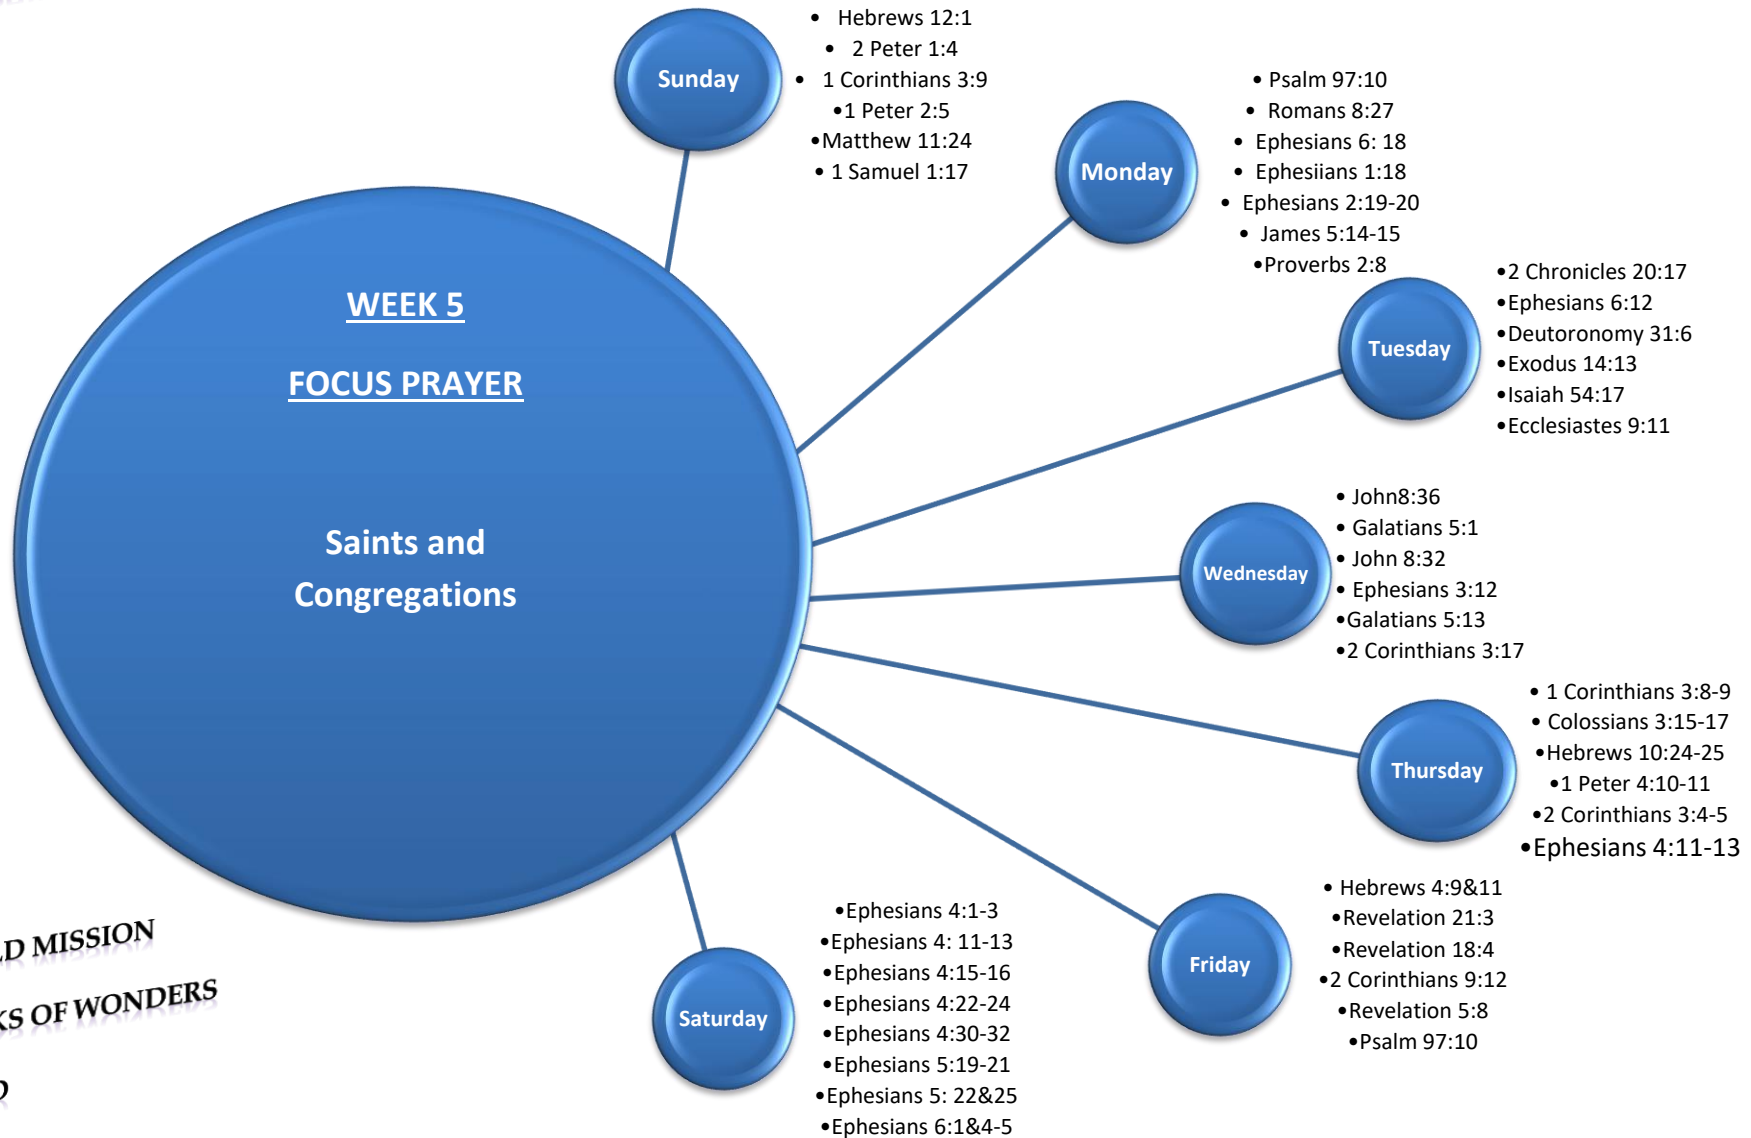 WEEK 5
FOCUS PRAYER
Saints and
Congregations
Sunday
• Hebrews 12:1
• 2 Peter 1:4
• 1 Corinthians 3:9
•1 Peter 2:5
•Matthew 11:24
• 1 Samuel 1:17
Monday
• Psalm 97:10
• Romans 8:27
• Ephesians 6: 18
• Ephesiians 1:18
• Ephesians 2:19-20
• James 5:14-15
•Proverbs 2:8
Tuesday
•2 Chronicles 20:17
•Ephesians 6:12
•Deutoronomy 31:6
•Exodus 14:13
•Isaiah 54:17
•Ecclesiastes 9:11
Wednesday
• John8:36
• Galatians 5:1
• John 8:32
• Ephesians 3:12
•Galatians 5:13
•2 Corinthians 3:17
Thursday
• 1 Corinthians 3:8-9
• Colossians 3:15-17
•Hebrews 10:24-25
•1 Peter 4:10-11
•2 Corinthians 3:4-5
•Ephesians 4:11-13
Friday
• Hebrews 4:9&11
•Revelation 21:3
•Revelation 18:4
•2 Corinthians 9:12
•Revelation 5:8
•Psalm 97:10
Saturday
•Ephesians 4:1-3
•Ephesians 4: 11-13
•Ephesians 4:15-16
•Ephesians 4:22-24
•Ephesians 4:30-32
•Ephesians 5:19-21
•Ephesians 5: 22&25
•Ephesians 6:1&4-5
LD MISSION
KS OF WONDERS